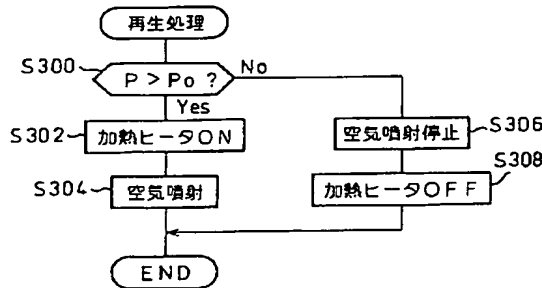 再生処理
S300
P>Po?
No
Yes
S302
加熱ヒータON
空気噴射停止
S306
S304
空気噴射
加熱ヒータOFF
S308
END